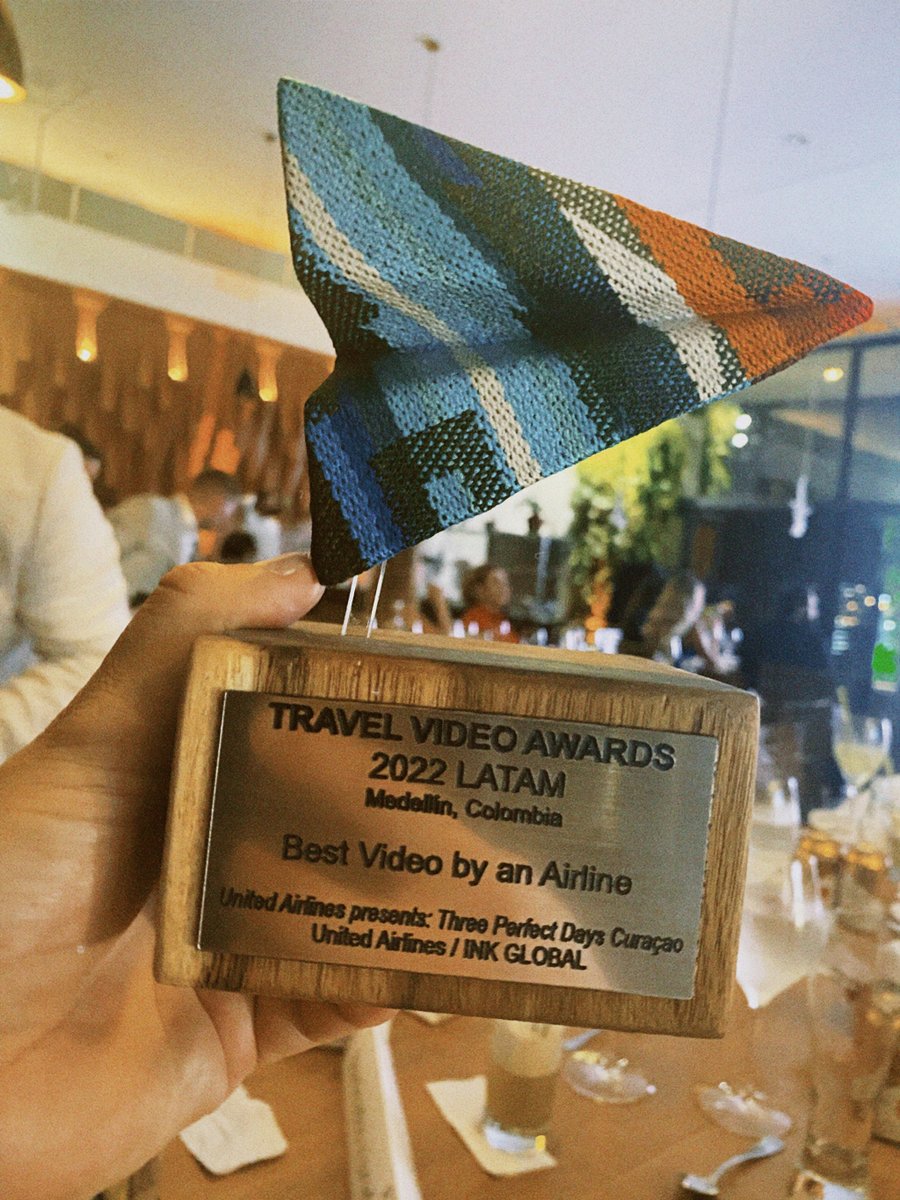 TRAVEL VIDEO AWARDS
2022 LATAM
Medellín, Colombia
Best Video by an Airline
United Airlines presents: Three Perfect Days Curaçao
United Airlines / INK GLOBAL